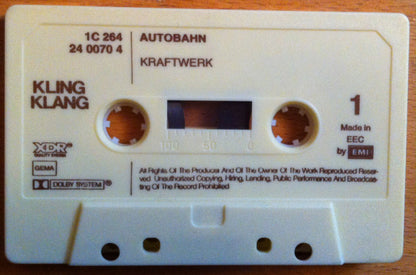 1C 264
24 0070 4
AUTOBAHN
KRAFTWERK
KLING
KLANG
1
Made in
EEC
by EMI
100 50 0
XDR
QUALITY SYSTEM
GEMA
DOLBY SYSTEM
All Rights Of The Producer And Of The Owner Of The Work Reproduced Reser-
ved Unauthorized Copying, Hiring, Lending, Public Performance And Broadcas-
ting Of The Record Prohibited